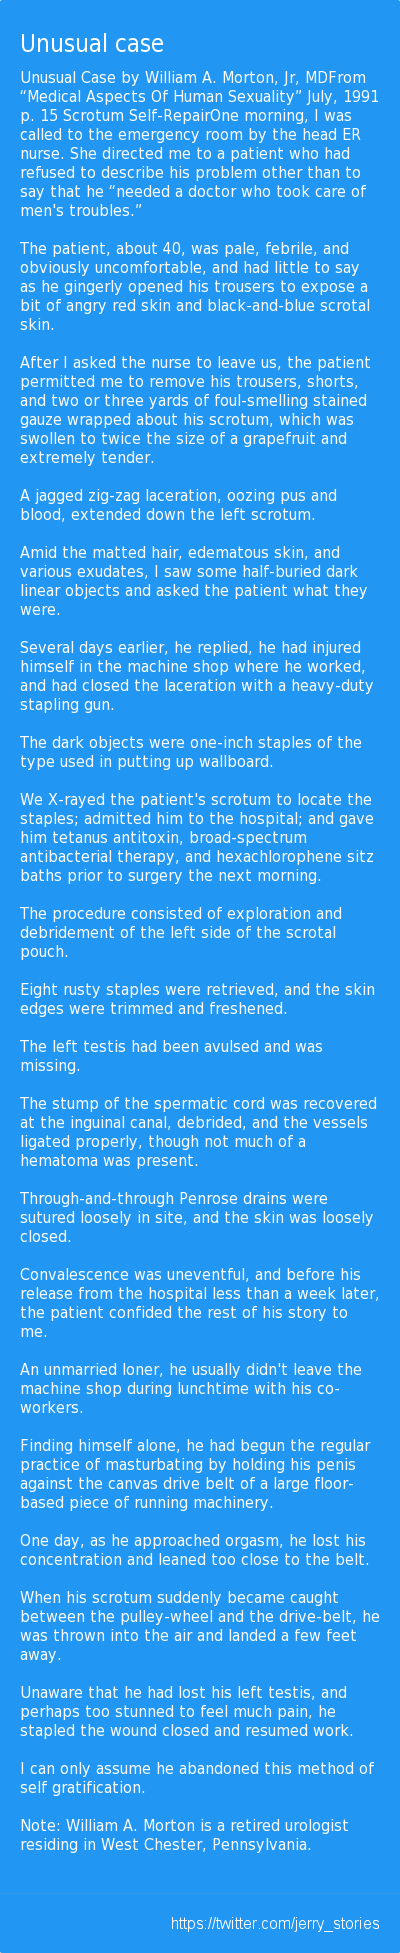 Unusual case
Unusual Case by William A. Morton, Jr, MDFrom
“Medical Aspects Of Human Sexuality” July, 1991
p. 15 Scrotum Self-RepairOne morning, I was
called to the emergency room by the head ER
nurse. She directed me to a patient who had
refused to describe his problem other than to
say that he “needed a doctor who took care of
men's troubles.”
The patient, about 40, was pale, febrile, and
obviously uncomfortable, and had little to say
as he gingerly opened his trousers to expose a
bit of angry red skin and black-and-blue scrotal
skin.
After I asked the nurse to leave us, the patient
permitted me to remove his trousers, shorts,
and two or three yards of foul-smelling stained
gauze wrapped about his scrotum, which was
swollen to twice the size of a grapefruit and
extremely tender.
A jagged zig-zag laceration, oozing pus and
blood, extended down the left scrotum.
Amid the matted hair, edematous skin, and
various exudates, I saw some half-buried dark
linear objects and asked the patient what they
were.
Several days earlier, he replied, he had injured
himself in the machine shop where he worked,
and had closed the laceration with a heavy-duty
stapling gun.
The dark objects were one-inch staples of the
type used in putting up wallboard.
We X-rayed the patient's scrotum to locate the
staples; admitted him to the hospital; and gave
him tetanus antitoxin, broad-spectrum
antibacterial therapy, and hexachlorophene sitz
baths prior to surgery the next morning.
The procedure consisted of exploration and
debridement of the left side of the scrotal
pouch.
Eight rusty staples were retrieved, and the skin
edges were trimmed and freshened.
The left testis had been avulsed and was
missing.
The stump of the spermatic cord was recovered
at the inguinal canal, debrided, and the vessels
ligated properly, though not much of a
hematoma was present.
Through-and-through Penrose drains were
sutured loosely in site, and the skin was loosely
closed.
Convalescence was uneventful, and before his
release from the hospital less than a week later,
the patient confided the rest of his story to
me.
An unmarried loner, he usually didn't leave the
machine shop during lunchtime with his co-
workers.
Finding himself alone, he had begun the regular
practice of masturbating by holding his penis
against the canvas drive belt of a large floor-
based piece of running machinery.
One day, as he approached orgasm, he lost his
concentration and leaned too close to the belt.
When his scrotum suddenly became caught
between the pulley-wheel and the drive-belt, he
was thrown into the air and landed a few feet
away.
Unaware that he had lost his left testis, and
perhaps too stunned to feel much pain, he
stapled the wound closed and resumed work.
I can only assume he abandoned this method of
self gratification.
Note: William A. Morton is a retired urologist
residing in West Chester, Pennsylvania.
https://twitter.com/jerry_stories